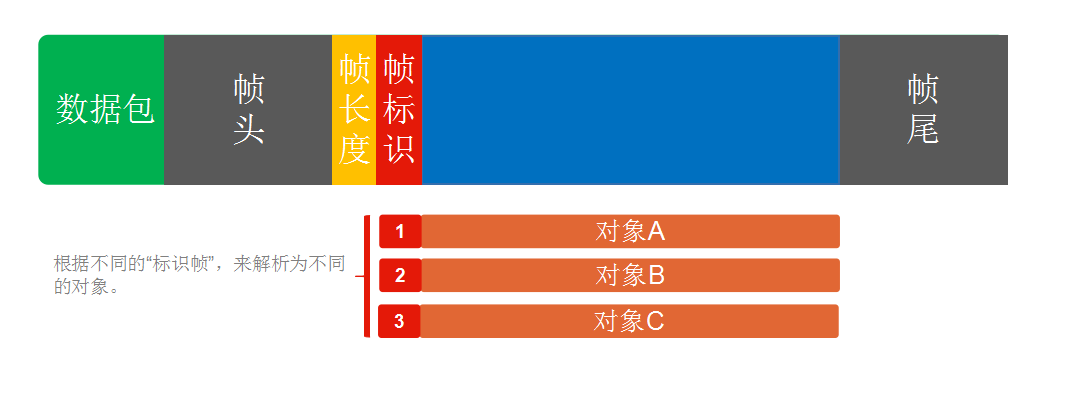 数据包
帧头
帧长度
帧标识
帧尾
1 对象A
根据不同的“标识帧”，来解析为不同
的对象。
2 对象B
3 对象C